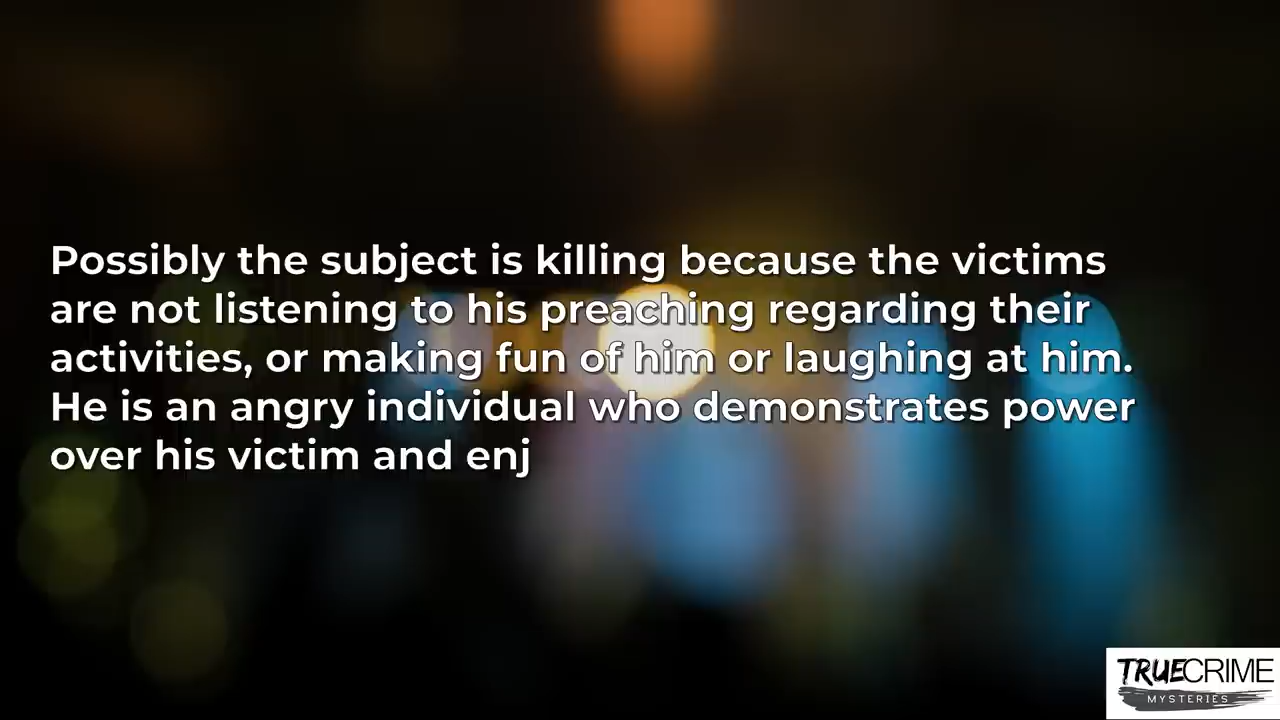 Possibly the subject is killing because the victims
are not listening to his preaching regarding their
activities, or making fun of him or laughing at him.
He is an angry individual who demonstrates power
over his victim and enj
TRUECRIME
MYSTERIES